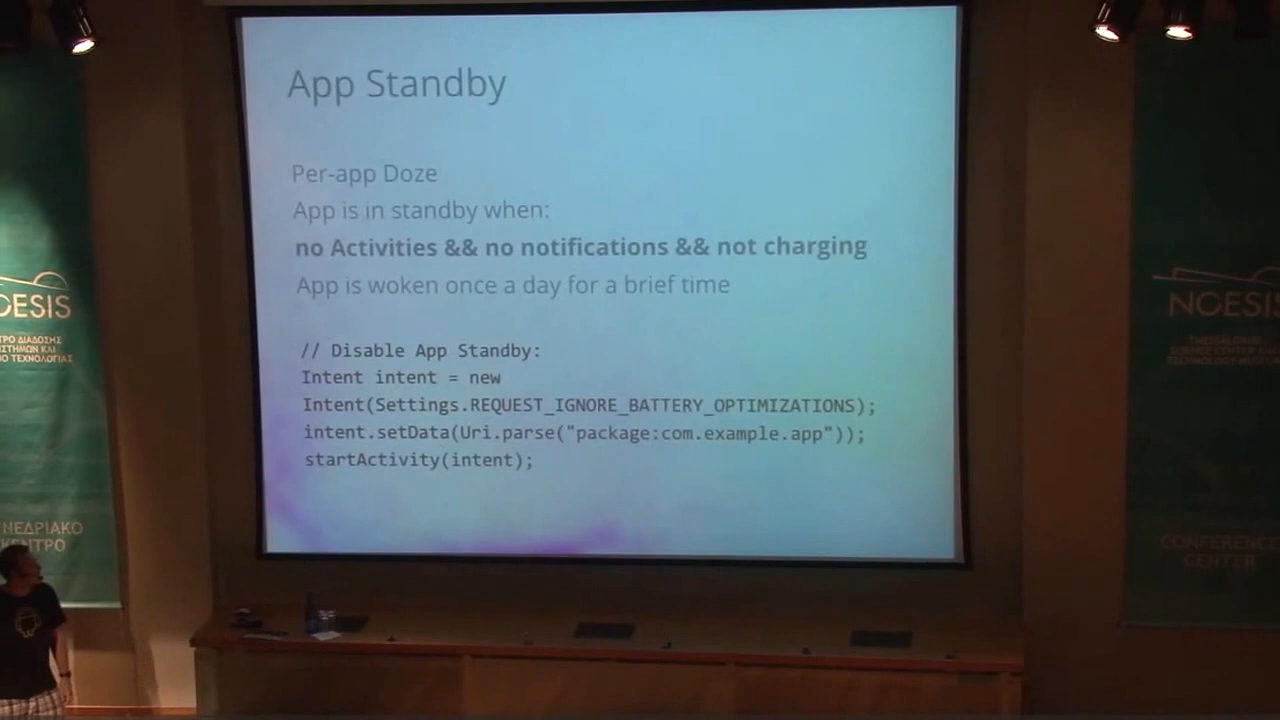 App Standby
Per-app Doze
App is in standby when:
no Activities && no notifications && not charging
App is woken once a day for a brief time
// Disable App Standby:
Intent intent = new
Intent(Settings.REQUEST_IGNORE_BATTERY_OPTIMIZATIONS);
intent.setData(Uri.parse("package:com.example.app"));
startActivity(intent);
NOESIS
CONFERENCE
CENTER